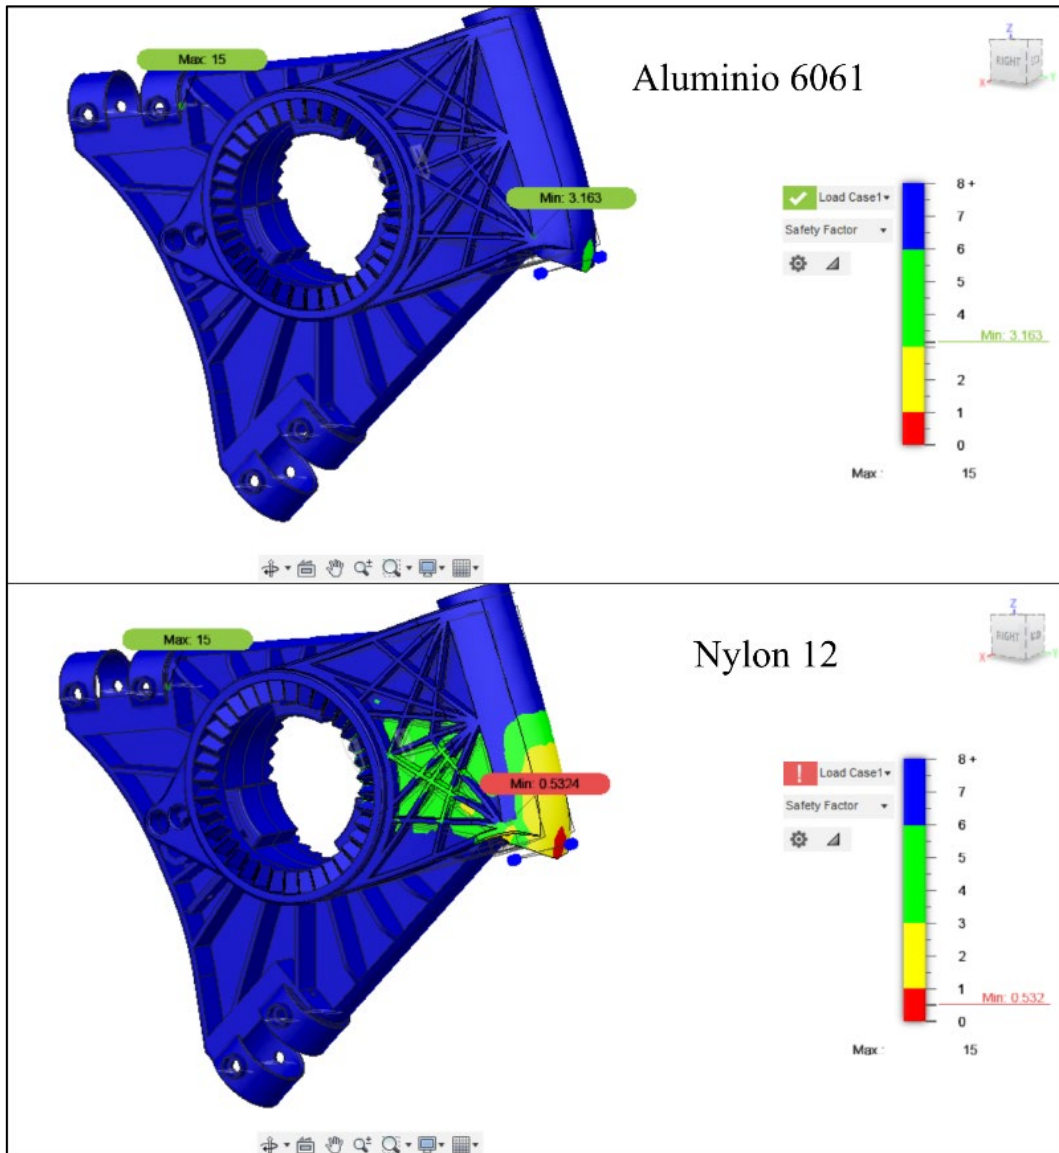 Max: 15
Aluminio 6061
Z
RIGHT
X
Y
Min: 3.163
Load Case1
Safety Factor
8 +
7
6
5
4
Min: 3.163
2
1
0
Max :
15
Max: 15
Nylon 12
Z
RIGHT
X
Y
Min: 0.5324
Load Case1
Safety Factor
8 +
7
6
5
4
3
2
1
Min: 0.532
0
Max :
15